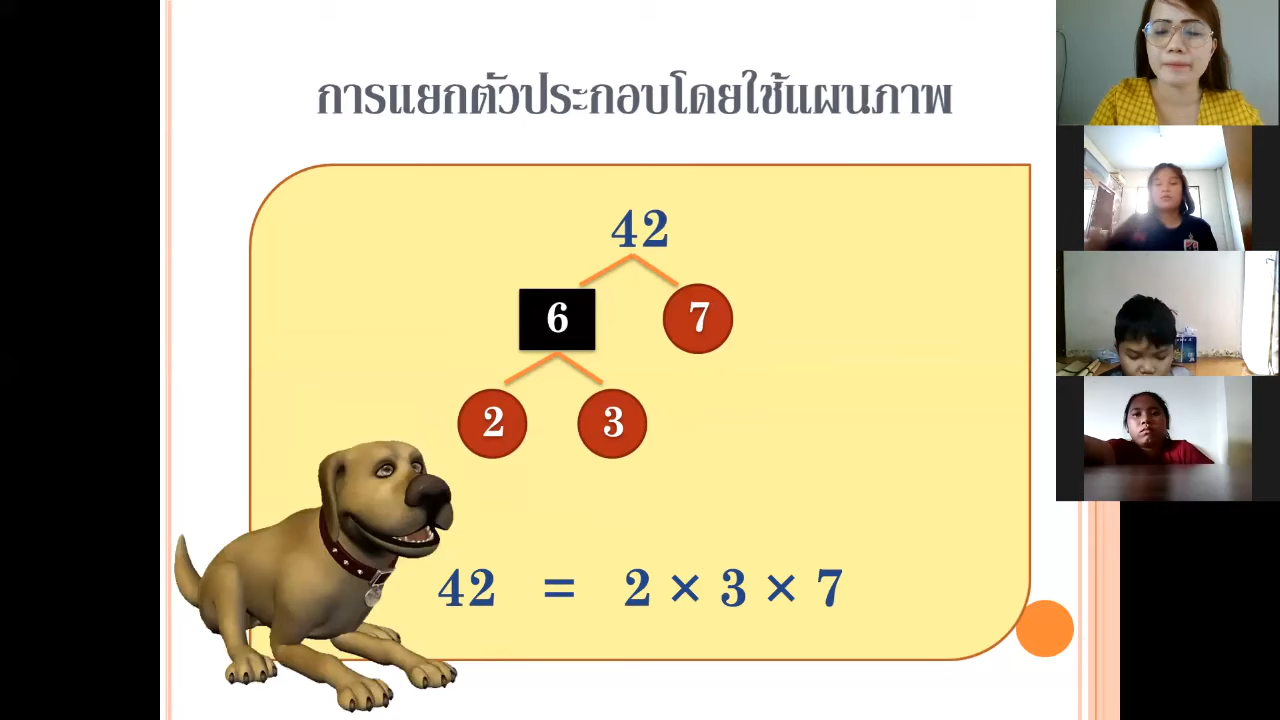 การแยกตัวประกอบโดยใช้แผนภาพ
42
6 7
2 3
42 = 2 × 3 × 7